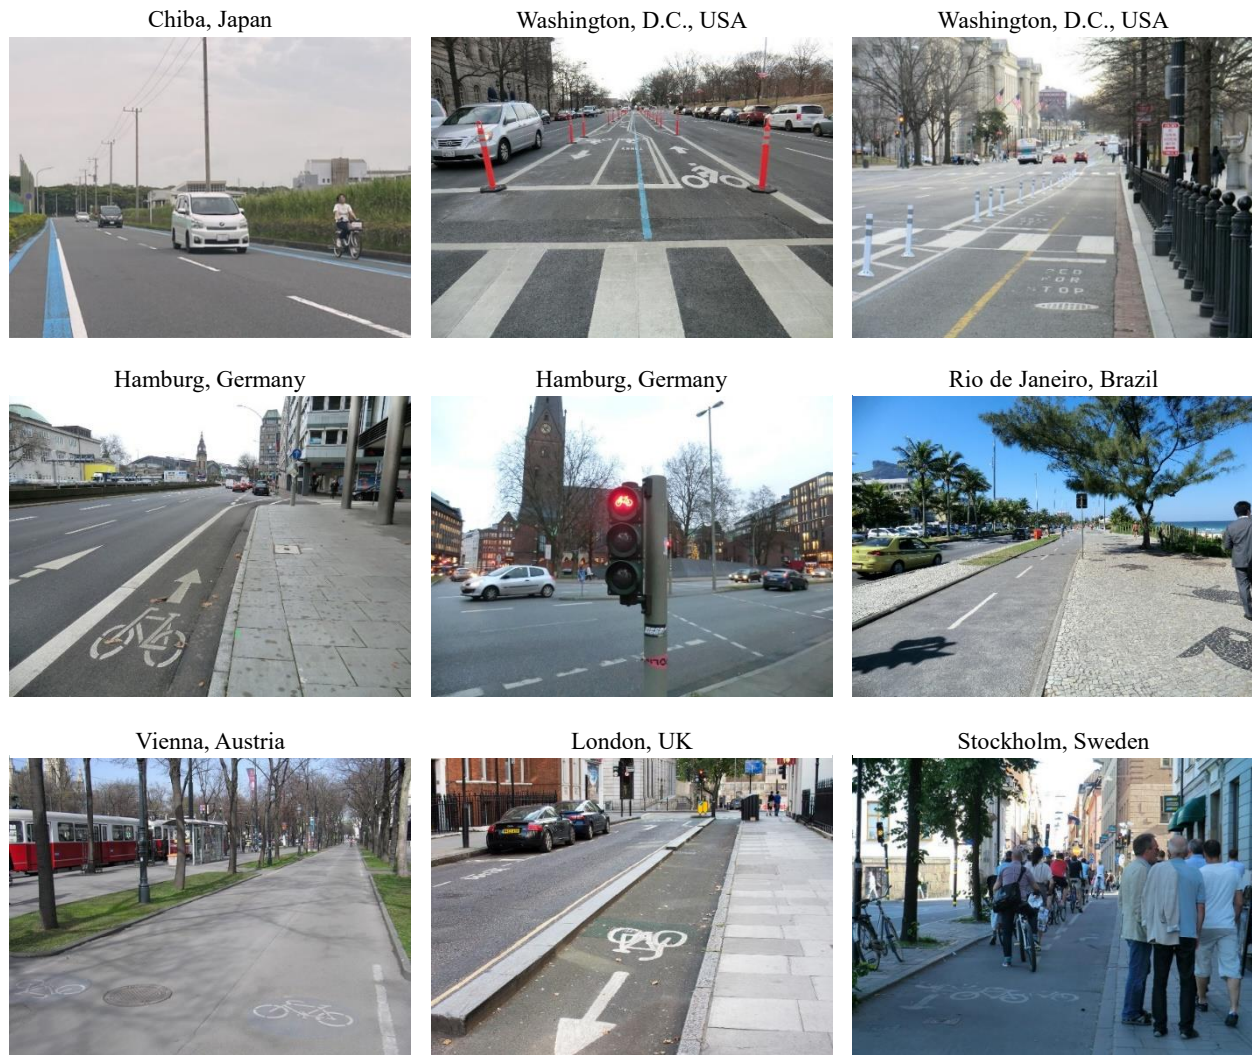 Chiba, Japan
Washington, D.C., USA
Washington, D.C., USA
PED
FOR
STOP
Hamburg, Germany
Hamburg, Germany
Rio de Janeiro, Brazil
Vienna, Austria
London, UK
Stockholm, Sweden